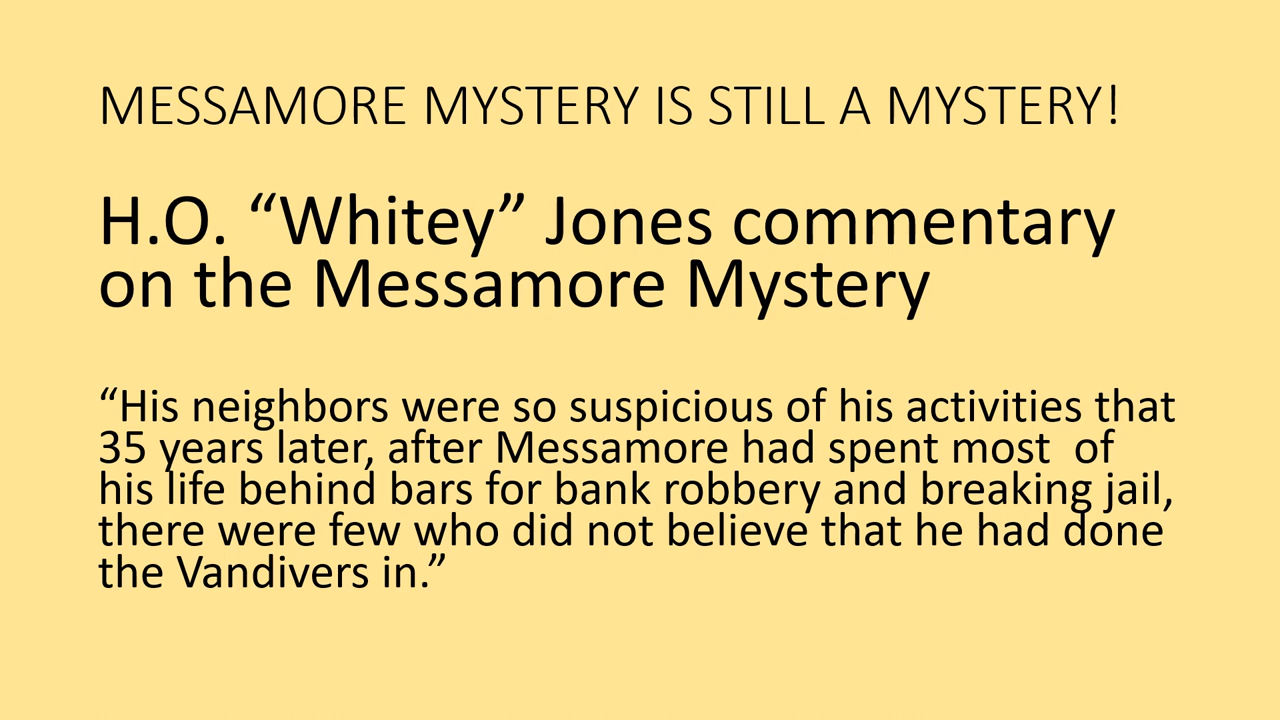 MESSAMORE MYSTERY IS STILL A MYSTERY!
H.O. “Whitey” Jones commentary
on the Messamore Mystery
“His neighbors were so suspicious of his activities that
35 years later, after Messamore had spent most  of
his life behind bars for bank robbery and breaking jail,
there were few who did not believe that he had done
the Vandivers in.”